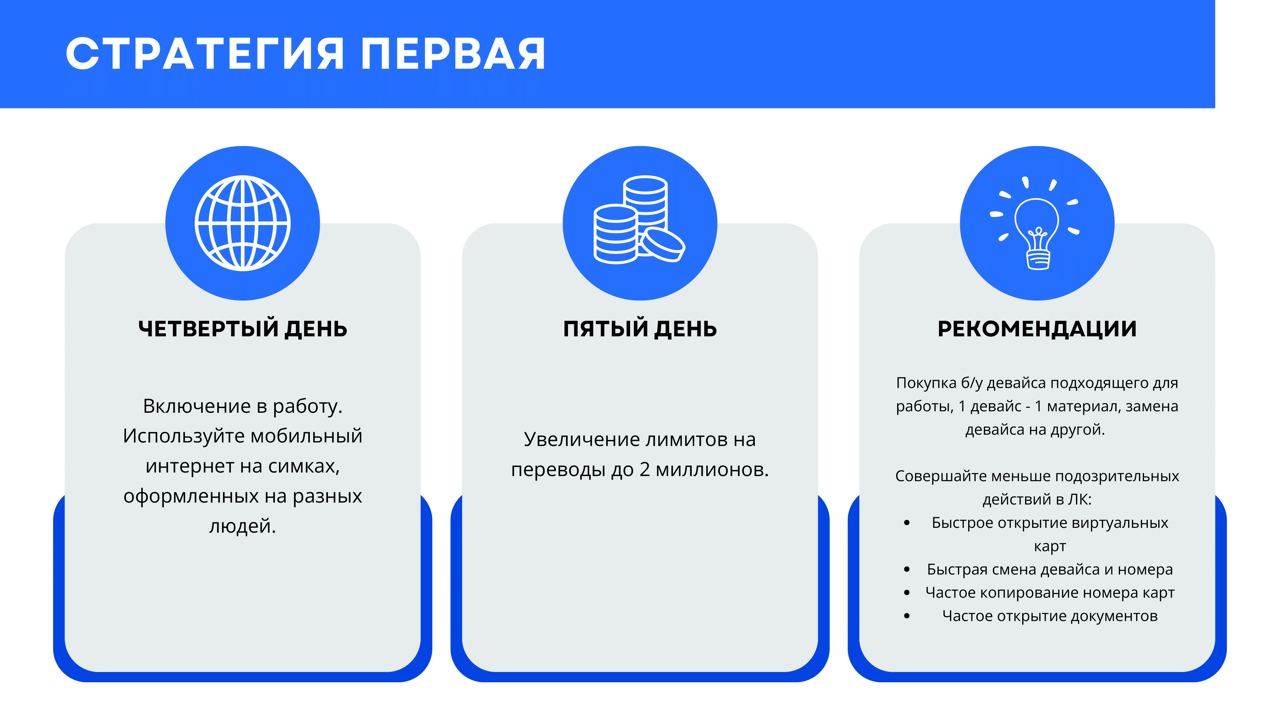 СТРАТЕГИЯ ПЕРВАЯ
ЧЕТВЕРТЫЙ ДЕНЬ
Включение в работу.
Используйте мобильный
интернет на симках,
оформленных на разных
людей.
ПЯТЫЙ ДЕНЬ
Увеличение лимитов на
переводы до 2 миллионов.
РЕКОМЕНДАЦИИ
Покупка б/у девайса подходящего для
работы, 1 девайс - 1 материал, замена
девайса на другой.
Совершайте меньше подозрительных
действий в ЛК:
• Быстрое открытие виртуальных
карт
• Быстрая смена девайса и номера
• Частое копирование номера карт
• Частое открытие документов